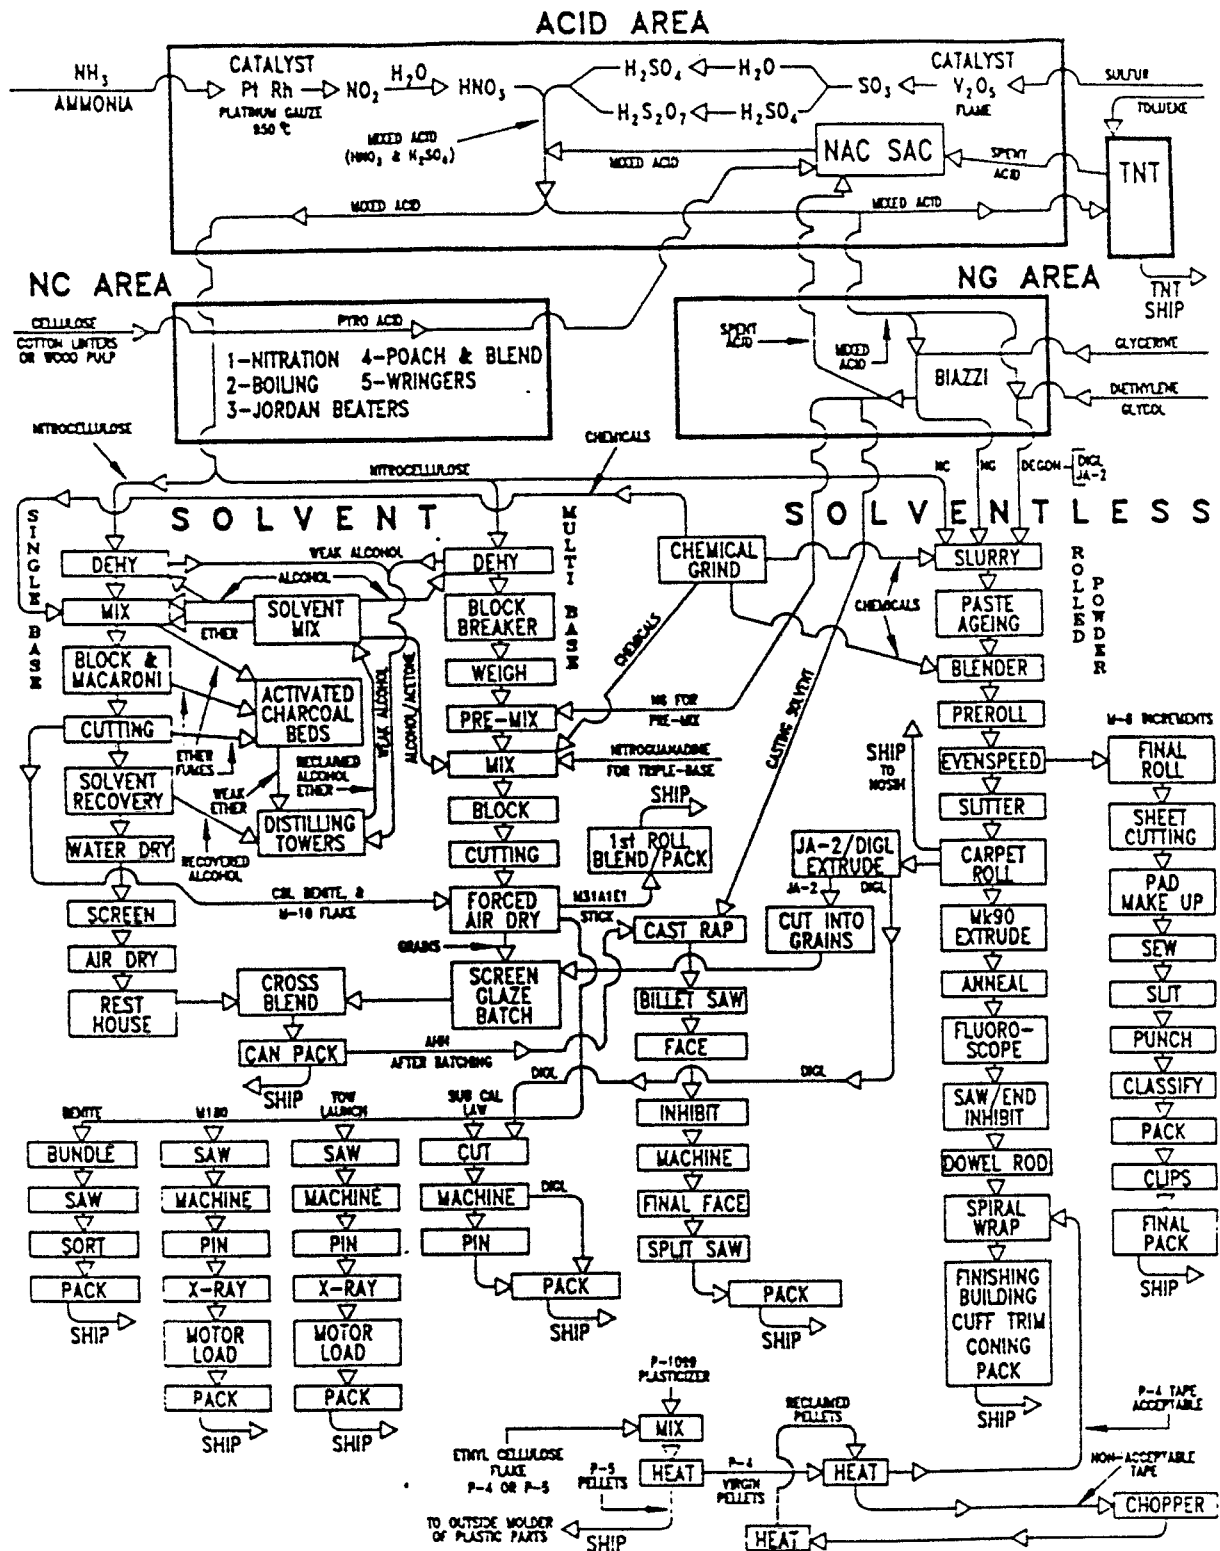 ACID AREA
NH3
AMMONIA
CATALYST
Pt Rh
PLATINUM GAUZE
850 °C
NO2
H2O
HNO3
H2SO4
H2O
H2S2O7
H2SO4
SO3
CATALYST
V2O5
FLAME
SULFUR
TOLUENE
MIXED ACID
(HNO3 & H2SO4)
MIXED ACID
NAC SAC
SPENT
ACID
TNT
MIXED ACID
MIXED ACID
TNT
SHIP
NC AREA
NG AREA
CELLULOSE
COTTON LINTERS
OR WOOD PULP
PYRO ACID
1-NITRATION
2-BOILING
3-JORDAN BEATERS
4-POACH & BLEND
5-WRINGERS
SPENT
ACID
MIXED
ACID
BIAZZI
GLYCERINE
DIETHYLENE
GLYCOL
NITROCELLULOSE
CHEMICALS
NITROCELLULOSE
NC
NG
DEGDN
DIGL
JA-2
SOLVENT
SOLVENTLESS
SINGLE BASE
MULTI BASE
ROLLED POWDER
DEHY
WEAK ALCOHOL
DEHY
ALCOHOL
MIX
ETHER
SOLVENT
MIX
BLOCK
BREAKER
CHEMICAL
GRIND
SLURRY
CHEMICALS
PASTE
AGEING
BLOCK &
MACARONI
ACTIVATED
CHARCOAL
BEDS
WEAK ALCOHOL
ALCOHOL/ACETONE
WEIGH
CHEMICALS
BLENDER
CUTTING
ETHER
FUMES
PRE-MIX
NG FOR
PRE-MIX
CASTING SOLVENT
PREROLL
M-6 INCREMENTS
SOLVENT
RECOVERY
WEAK
ETHER
RECLAIMED
ALCOHOL
ETHER
MIX
NITROGUANADINE
FOR TRIPLE-BASE
SHIP
TO
NOSIH
EVENSPEED
FINAL
ROLL
BLOCK
SHIP
SLITTER
SHEET
CUTTING
WATER DRY
RECOVERED
ALCOHOL
DISTILLING
TOWERS
CUTTING
1st ROLL
BLEND/PACK
JA-2/DIGL
EXTRUDE
CARPET
ROLL
PAD
MAKE UP
JA-2
DIGL
CBL BENITE, &
M-10 FLAKE
FORCED
AIR DRY
M31A1E1
STICK
CAST RAP
CUT INTO
GRAINS
Mk90
EXTRUDE
SCREEN
SEW
AIR DRY
GRAINS
SCREEN
GLAZE
BATCH
ANNEAL
SLIT
REST
HOUSE
CROSS
BLEND
BILLET SAW
FLUORO-
SCOPE
PUNCH
CAN PACK
AHH
AFTER BATCHING
FACE
CLASSIFY
SHIP
DIGL
DIGL
SAW/END
INHIBIT
PACK
BENITE
M180
TOW
LAUNCH
SUB CAL
LAW
INHIBIT
BUNDLE
SAW
SAW
CUT
MACHINE
DOWEL ROD
CLIPS
SAW
MACHINE
MACHINE
MACHINE
DIGL
FINAL FACE
SPIRAL
WRAP
FINAL
PACK
SORT
PIN
PIN
PIN
SPLIT SAW
SHIP
PACK
X-RAY
X-RAY
PACK
PACK
FINISHING
BUILDING
CUFF TRIM
CONING
PACK
SHIP
MOTOR
LOAD
MOTOR
LOAD
SHIP
SHIP
PACK
PACK
SHIP
SHIP
SHIP
P-1099
PLASTICIZER
MIX
RECLAIMED
PELLETS
P-4 TAPE
ACCEPTABLE
ETHYL CELLULOSE
FLAKE
P-4 OR P-5
P-5
PELLETS
HEAT
P-4
VIRGIN
PELLETS
HEAT
NON-ACCEPTABLE
TAPE
CHOPPER
TO OUTSIDE MOLDER
OF PLASTIC PARTS
SHIP
HEAT